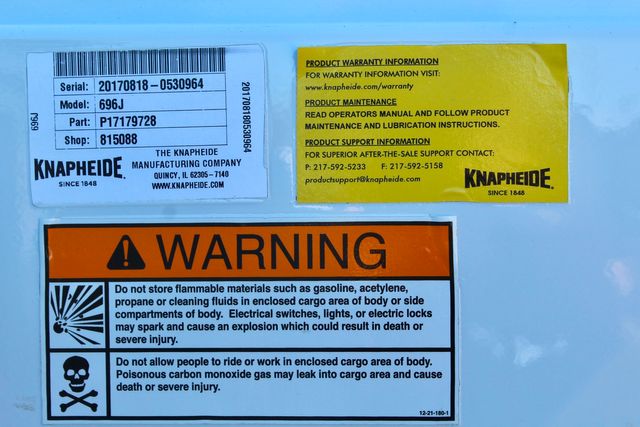 Serial: 20170818-0530964
Model: 696J
Part: P17179728
Shop: 815088
696J
201708180530964
KNAPHEIDE.
SINCE 1848
THE KNAPHEIDE
MANUFACTURING COMPANY
QUINCY, IL 62305-7140
WWW.KNAPHEIDE.COM
PRODUCT WARRANTY INFORMATION
FOR WARRANTY INFORMATION VISIT:
www.knapheide.com/warranty
PRODUCT MAINTENANCE
READ OPERATORS MANUAL AND FOLLOW PRODUCT
MAINTENANCE AND LUBRICATION INSTRUCTIONS.
PRODUCT SUPPORT INFORMATION
FOR SUPERIOR AFTER-THE-SALE SUPPORT CONTACT:
P: 217-592-5233 F: 217-592-5158
productsupport@knapheide.com
KNAPHEIDE.
SINCE 1848
WARNING
Do not store flammable materials such as gasoline, acetylene,
propane or cleaning fluids in enclosed cargo area of body or side
compartments of body. Electrical switches, lights, or electric locks
may spark and cause an explosion which could result in death or
severe injury.
Do not allow people to ride or work in enclosed cargo area of body.
Poisonous carbon monoxide gas may leak into cargo area and cause
death or severe injury.
12-21-180-1